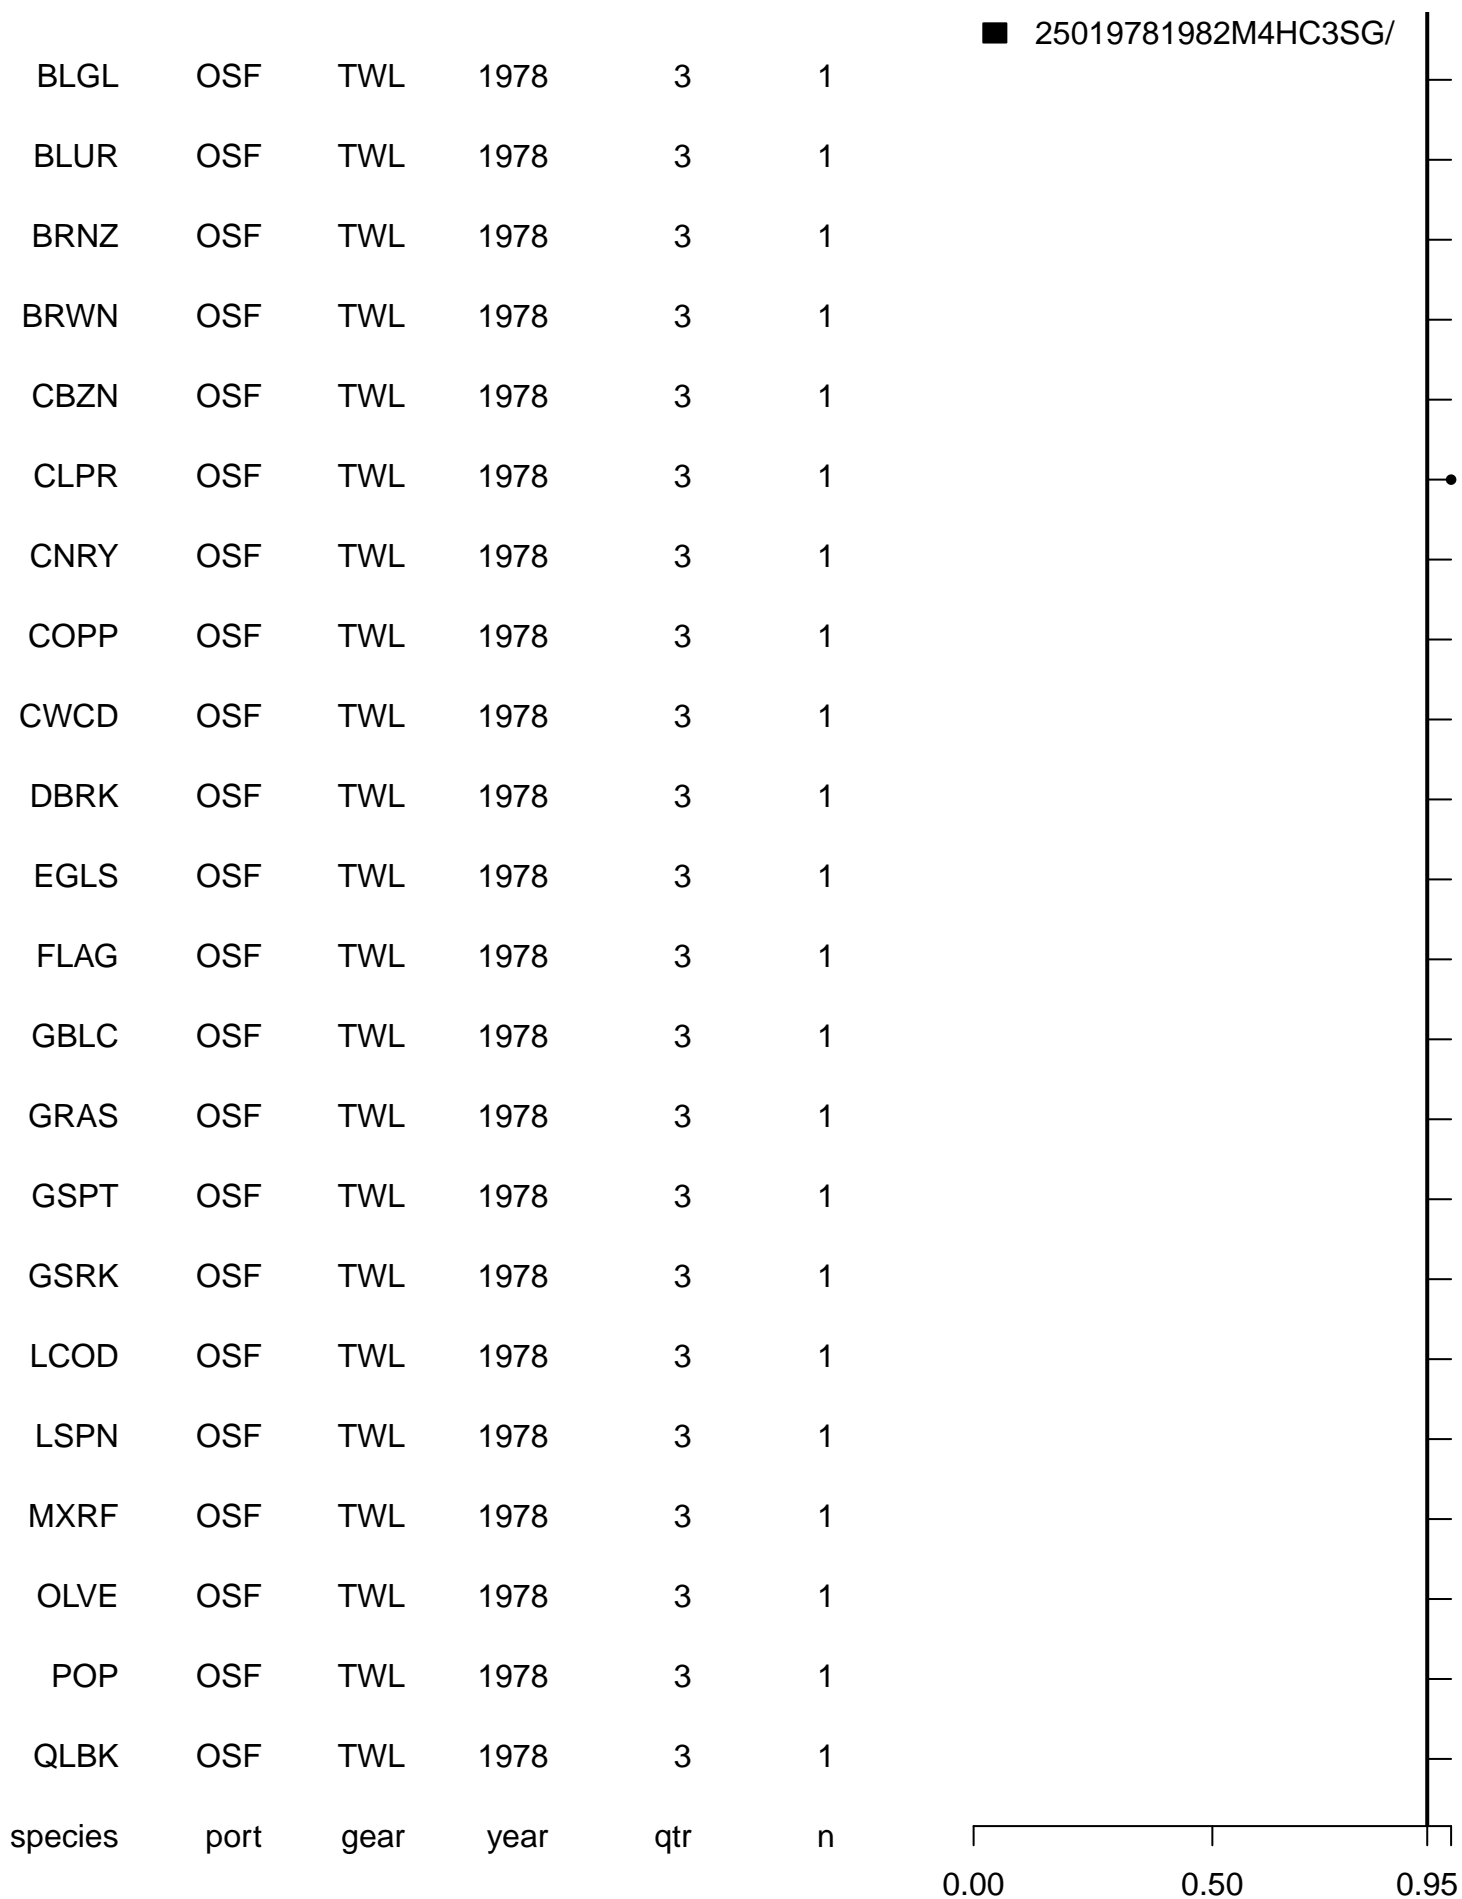 25019781982M4HC3SG/
BLGL OSF TWL 1978 3 1
BLUR OSF TWL 1978 3 1
BRNZ OSF TWL 1978 3 1
BRWN OSF TWL 1978 3 1
CBZN OSF TWL 1978 3 1
CLPR OSF TWL 1978 3 1
CNRY OSF TWL 1978 3 1
COPP OSF TWL 1978 3 1
CWCD OSF TWL 1978 3 1
DBRK OSF TWL 1978 3 1
EGLS OSF TWL 1978 3 1
FLAG OSF TWL 1978 3 1
GBLC OSF TWL 1978 3 1
GRAS OSF TWL 1978 3 1
GSPT OSF TWL 1978 3 1
GSRK OSF TWL 1978 3 1
LCOD OSF TWL 1978 3 1
LSPN OSF TWL 1978 3 1
MXRF OSF TWL 1978 3 1
OLVE OSF TWL 1978 3 1
POP OSF TWL 1978 3 1
QLBK OSF TWL 1978 3 1
species port gear year qtr n
0.00 0.50 0.95